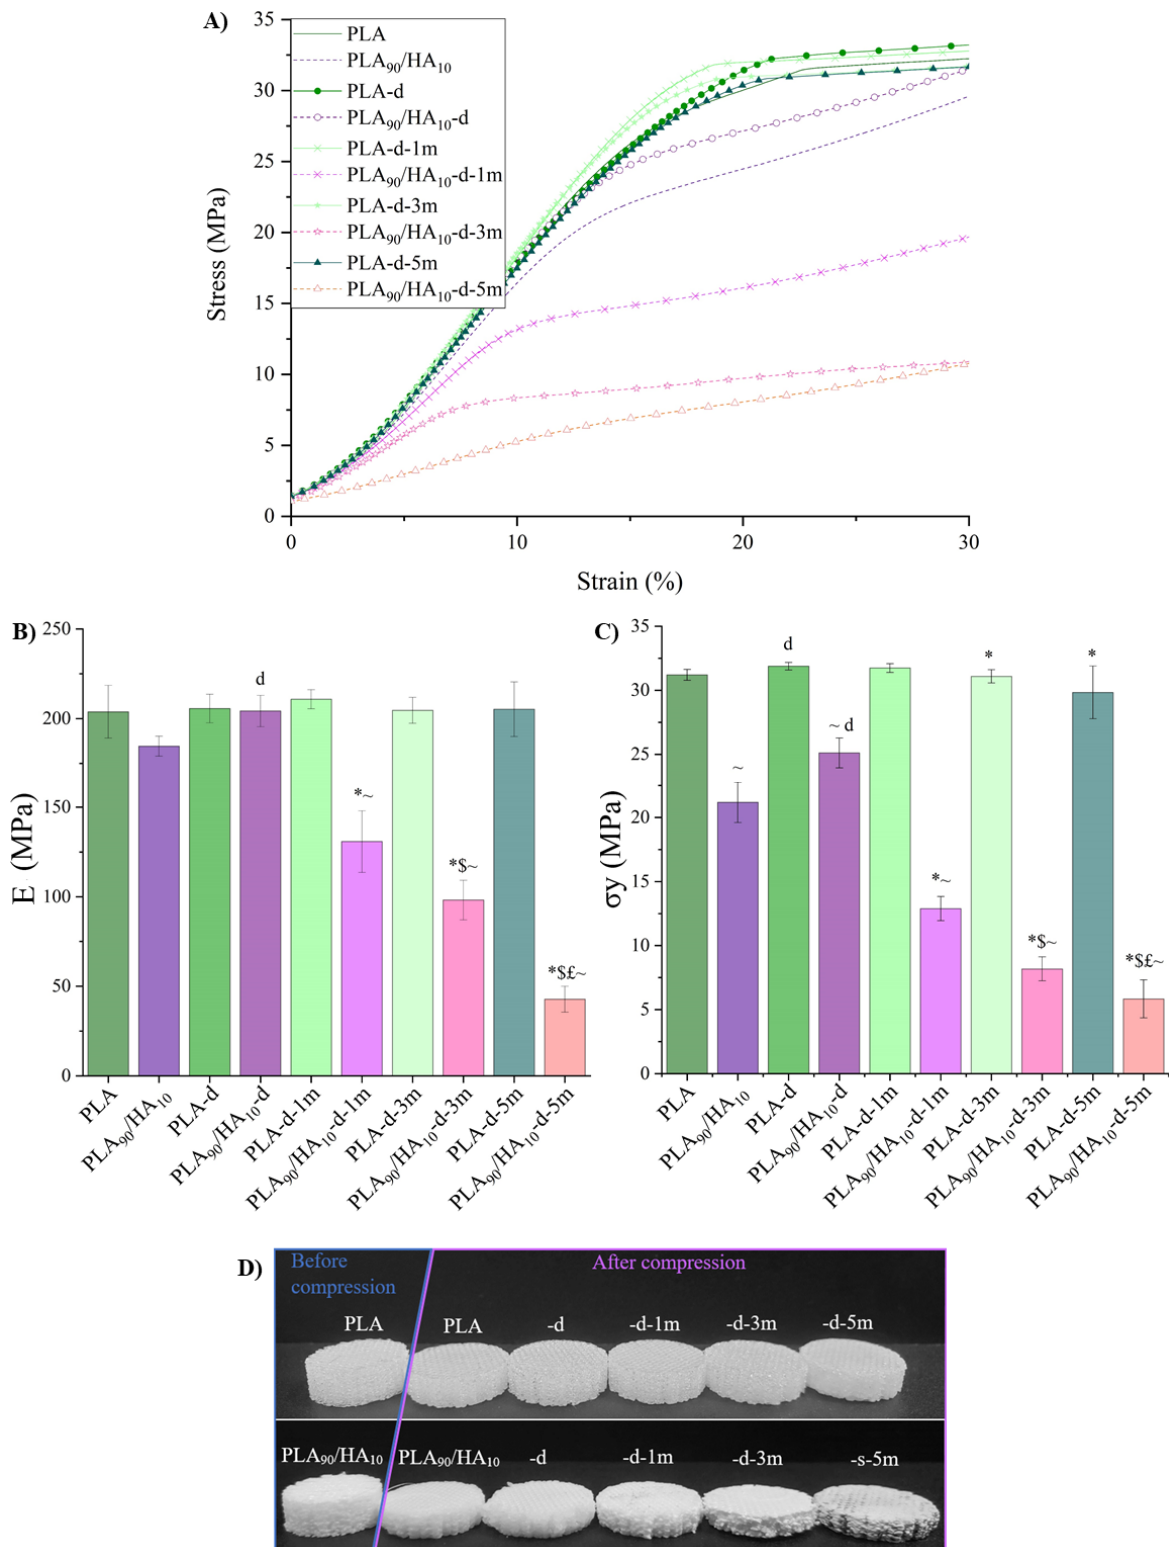 A)
35
30
25
20
15
10
5
0
Stress (MPa)
PLA
PLA₉₀/HA₁₀
PLA-d
PLA₉₀/HA₁₀-d
PLA-d-1m
PLA₉₀/HA₁₀-d-1m
PLA-d-3m
PLA₉₀/HA₁₀-d-3m
PLA-d-5m
PLA₉₀/HA₁₀-d-5m
0 10 20 30
Strain (%)
B)
250
200
150
100
50
0
E (MPa)
d
*~
*$~
*$£~
PLA
PLA₉₀/HA₁₀
PLA-d
PLA₉₀/HA₁₀-d
PLA-d-1m
PLA₉₀/HA₁₀-d-1m
PLA-d-3m
PLA₉₀/HA₁₀-d-3m
PLA-d-5m
PLA₉₀/HA₁₀-d-5m
C)
35
30
25
20
15
10
5
0
σy (MPa)
~
d
~ d
*~
*
*$~
*
*$£~
PLA
PLA₉₀/HA₁₀
PLA-d
PLA₉₀/HA₁₀-d
PLA-d-1m
PLA₉₀/HA₁₀-d-1m
PLA-d-3m
PLA₉₀/HA₁₀-d-3m
PLA-d-5m
PLA₉₀/HA₁₀-d-5m
D)
Before
compression
After compression
PLA PLA -d -d-1m -d-3m -d-5m
PLA₉₀/HA₁₀ PLA₉₀/HA₁₀ -d -d-1m -d-3m -s-5m